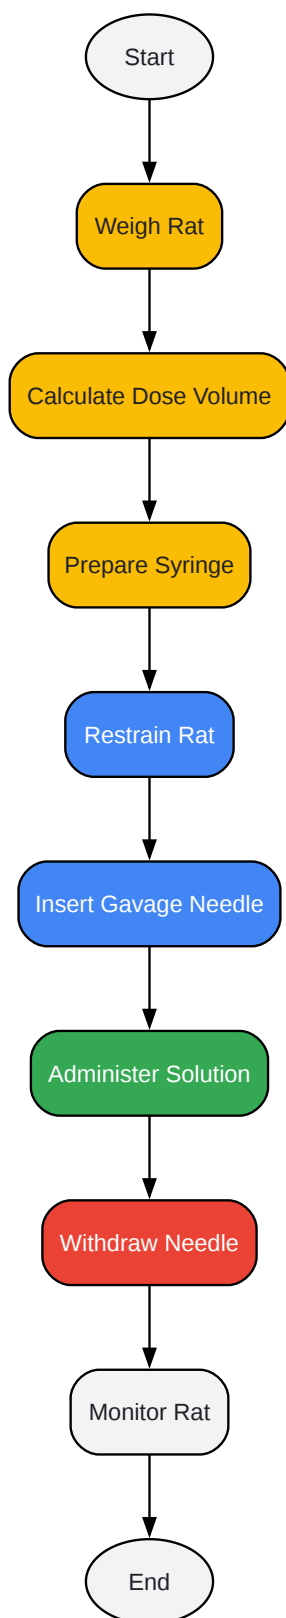 Start
Weigh Rat
Calculate Dose Volume
Prepare Syringe
Restrain Rat
Insert Gavage Needle
Administer Solution
Withdraw Needle
Monitor Rat
End